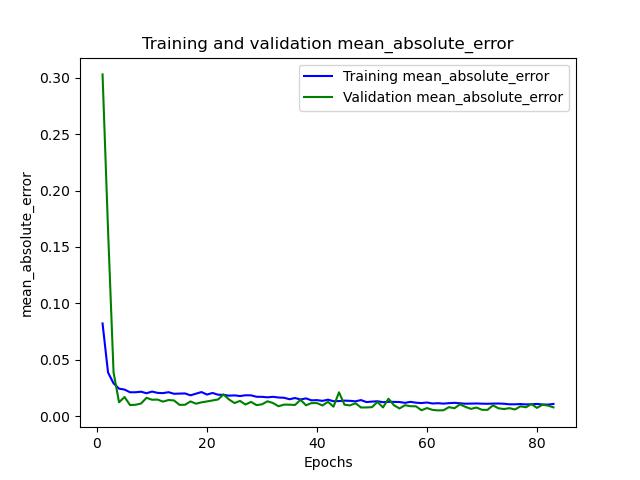 Training and validation mean_absolute_error
Training mean_absolute_error
Validation mean_absolute_error
mean_absolute_error
0.30
0.25
0.20
0.15
0.10
0.05
0.00
0 20 40 60 80
Epochs